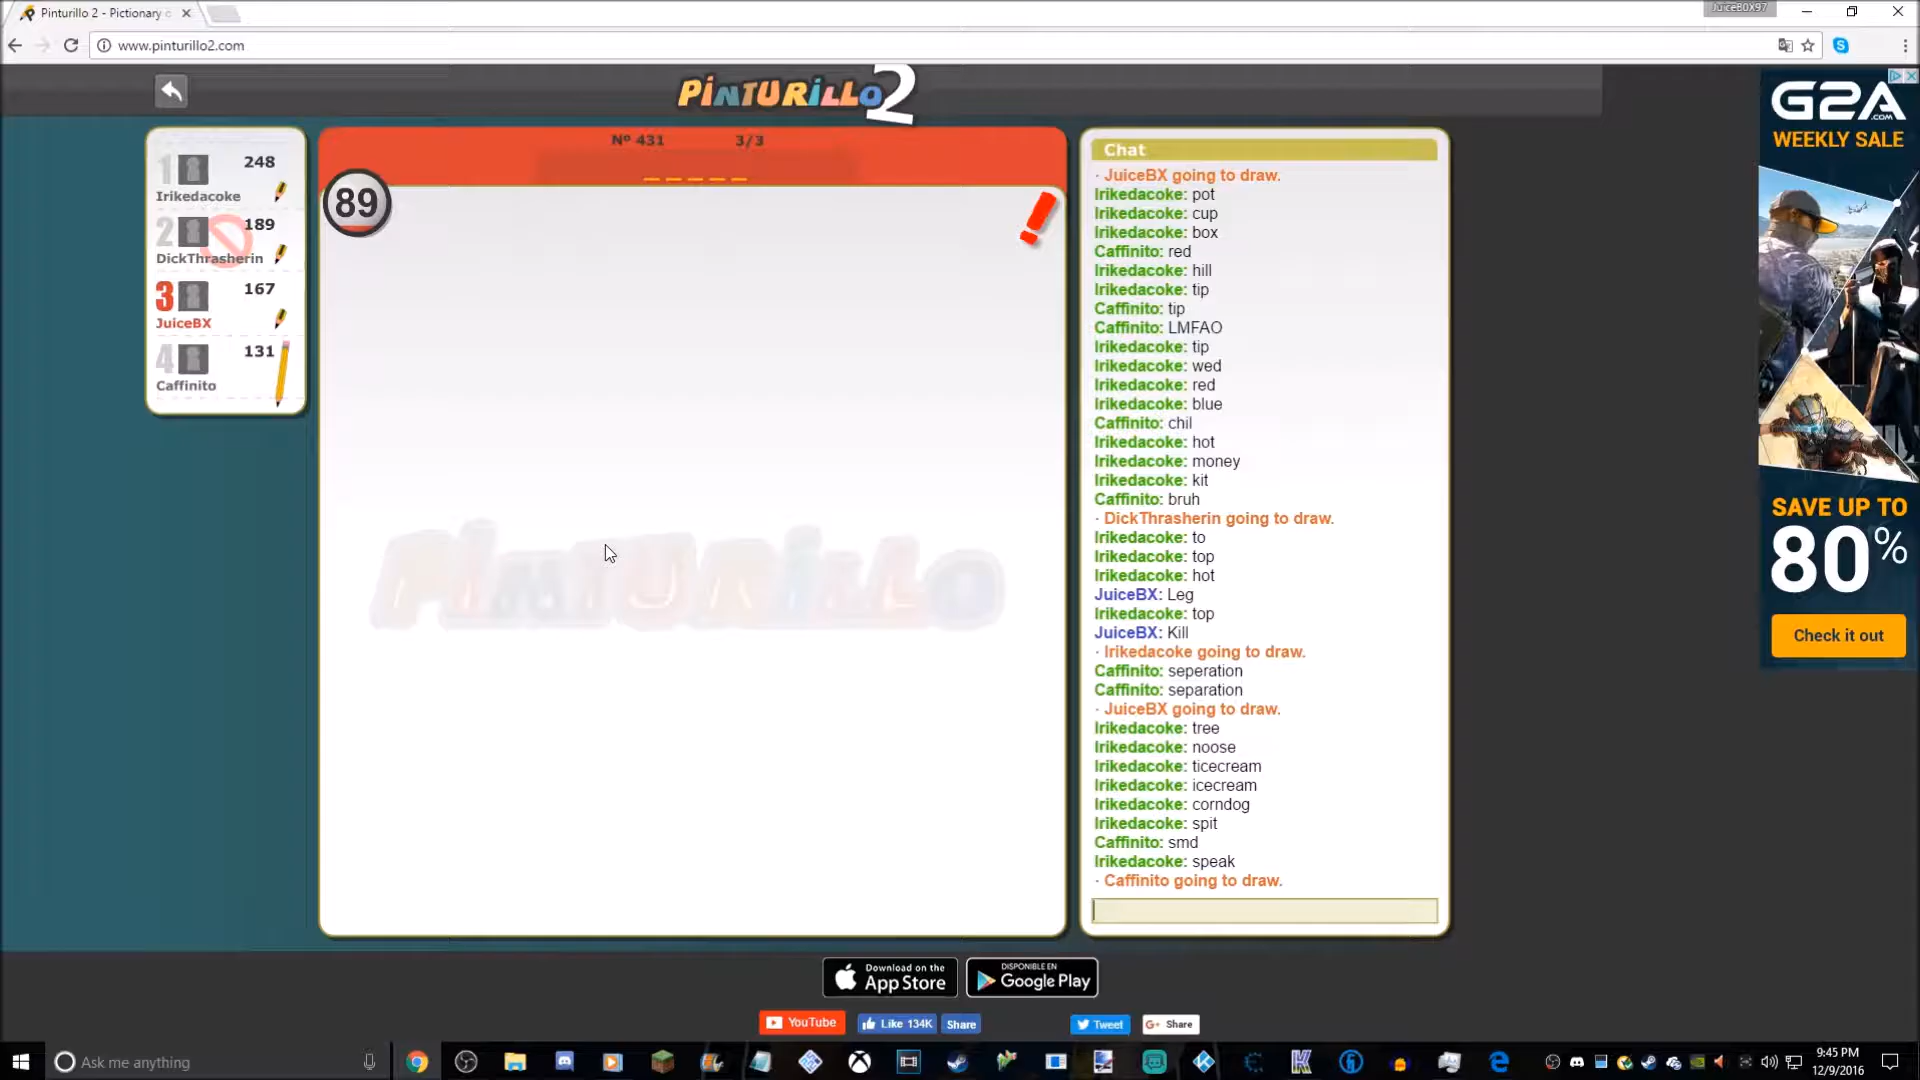 Pinturillo 2 - Pictionary
JuiceB0X97
www.pinturillo2.com
PiNTURiLLo2
Nº 431 3/3
_ _ _ _ _
89
1 248
Irikedacoke
2 189
DickThrasherin
3 167
JuiceBX
4 131
Caffinito
PiNTURiLLO
Chat
· JuiceBX going to draw.
Irikedacoke: pot
Irikedacoke: cup
Irikedacoke: box
Caffinito: red
Irikedacoke: hill
Irikedacoke: tip
Caffinito: tip
Caffinito: LMFAO
Irikedacoke: tip
Irikedacoke: wed
Irikedacoke: red
Irikedacoke: blue
Caffinito: chil
Irikedacoke: hot
Irikedacoke: money
Irikedacoke: kit
Caffinito: bruh
· DickThrasherin going to draw.
Irikedacoke: to
Irikedacoke: top
Irikedacoke: hot
JuiceBX: Leg
Irikedacoke: top
JuiceBX: Kill
· Irikedacoke going to draw.
Caffinito: seperation
Caffinito: separation
· JuiceBX going to draw.
Irikedacoke: tree
Irikedacoke: noose
Irikedacoke: ticecream
Irikedacoke: icecream
Irikedacoke: corndog
Irikedacoke: spit
Caffinito: smd
Irikedacoke: speak
· Caffinito going to draw.
G2A.COM
WEEKLY SALE
SAVE UP TO
80%
Check it out
Download on the
App Store
DISPONIBLE EN
Google Play
YouTube
Like 134K
Share
Tweet
G+ Share
Ask me anything
9:45 PM
12/9/2016